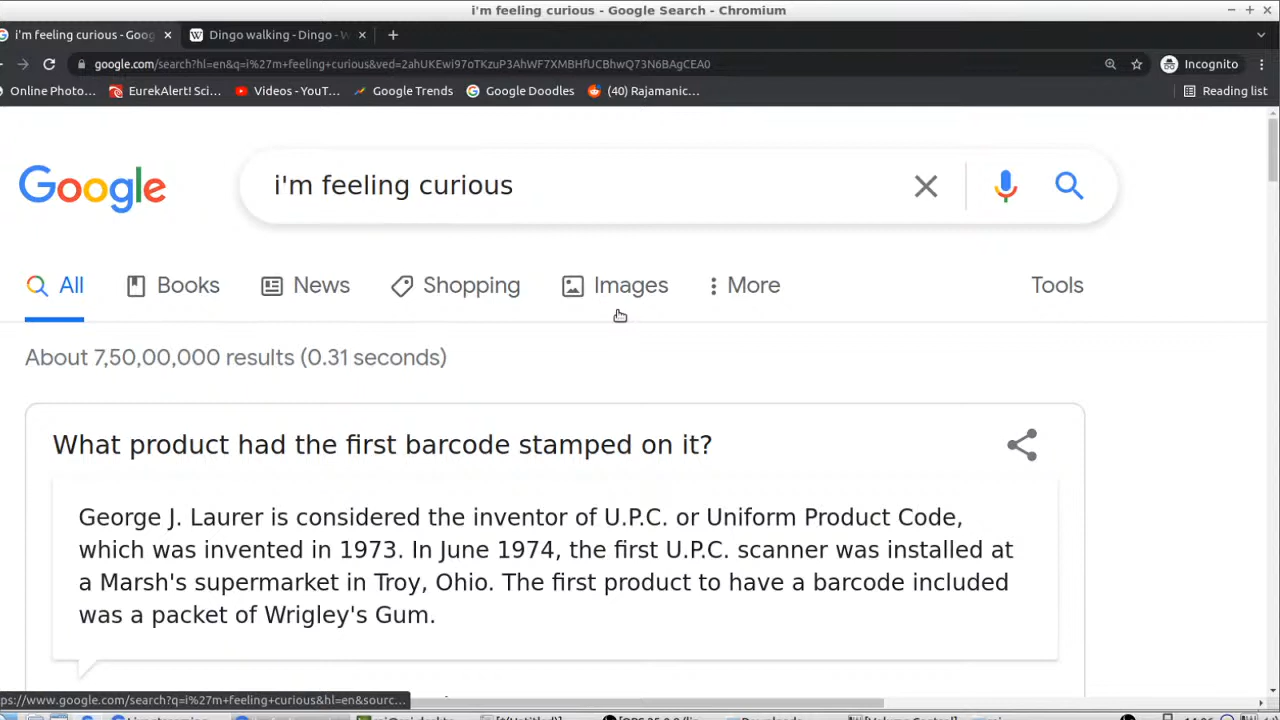 i'm feeling curious - Google Search - Chromium
i'm feeling curious - Goog
Dingo walking - Dingo - W
google.com/search?hl=en&q=i%27m+feeling+curious&ved=2ahUKEwi97oTKzuP3AhWF7XMBHfUCBhwQ73N6BAgCEA0
Incognito
Online Photo...
EurekAlert! Sci...
Videos - YouT...
Google Trends
Google Doodles
(40) Rajamanic...
Reading list
Google
i'm feeling curious
All
Books
News
Shopping
Images
More
Tools
About 7,50,00,000 results (0.31 seconds)
What product had the first barcode stamped on it?
George J. Laurer is considered the inventor of U.P.C. or Uniform Product Code,
which was invented in 1973. In June 1974, the first U.P.C. scanner was installed at
a Marsh's supermarket in Troy, Ohio. The first product to have a barcode included
was a packet of Wrigley's Gum.
ps://www.google.com/search?q=i%27m+feeling+curious&hl=en&sourc...